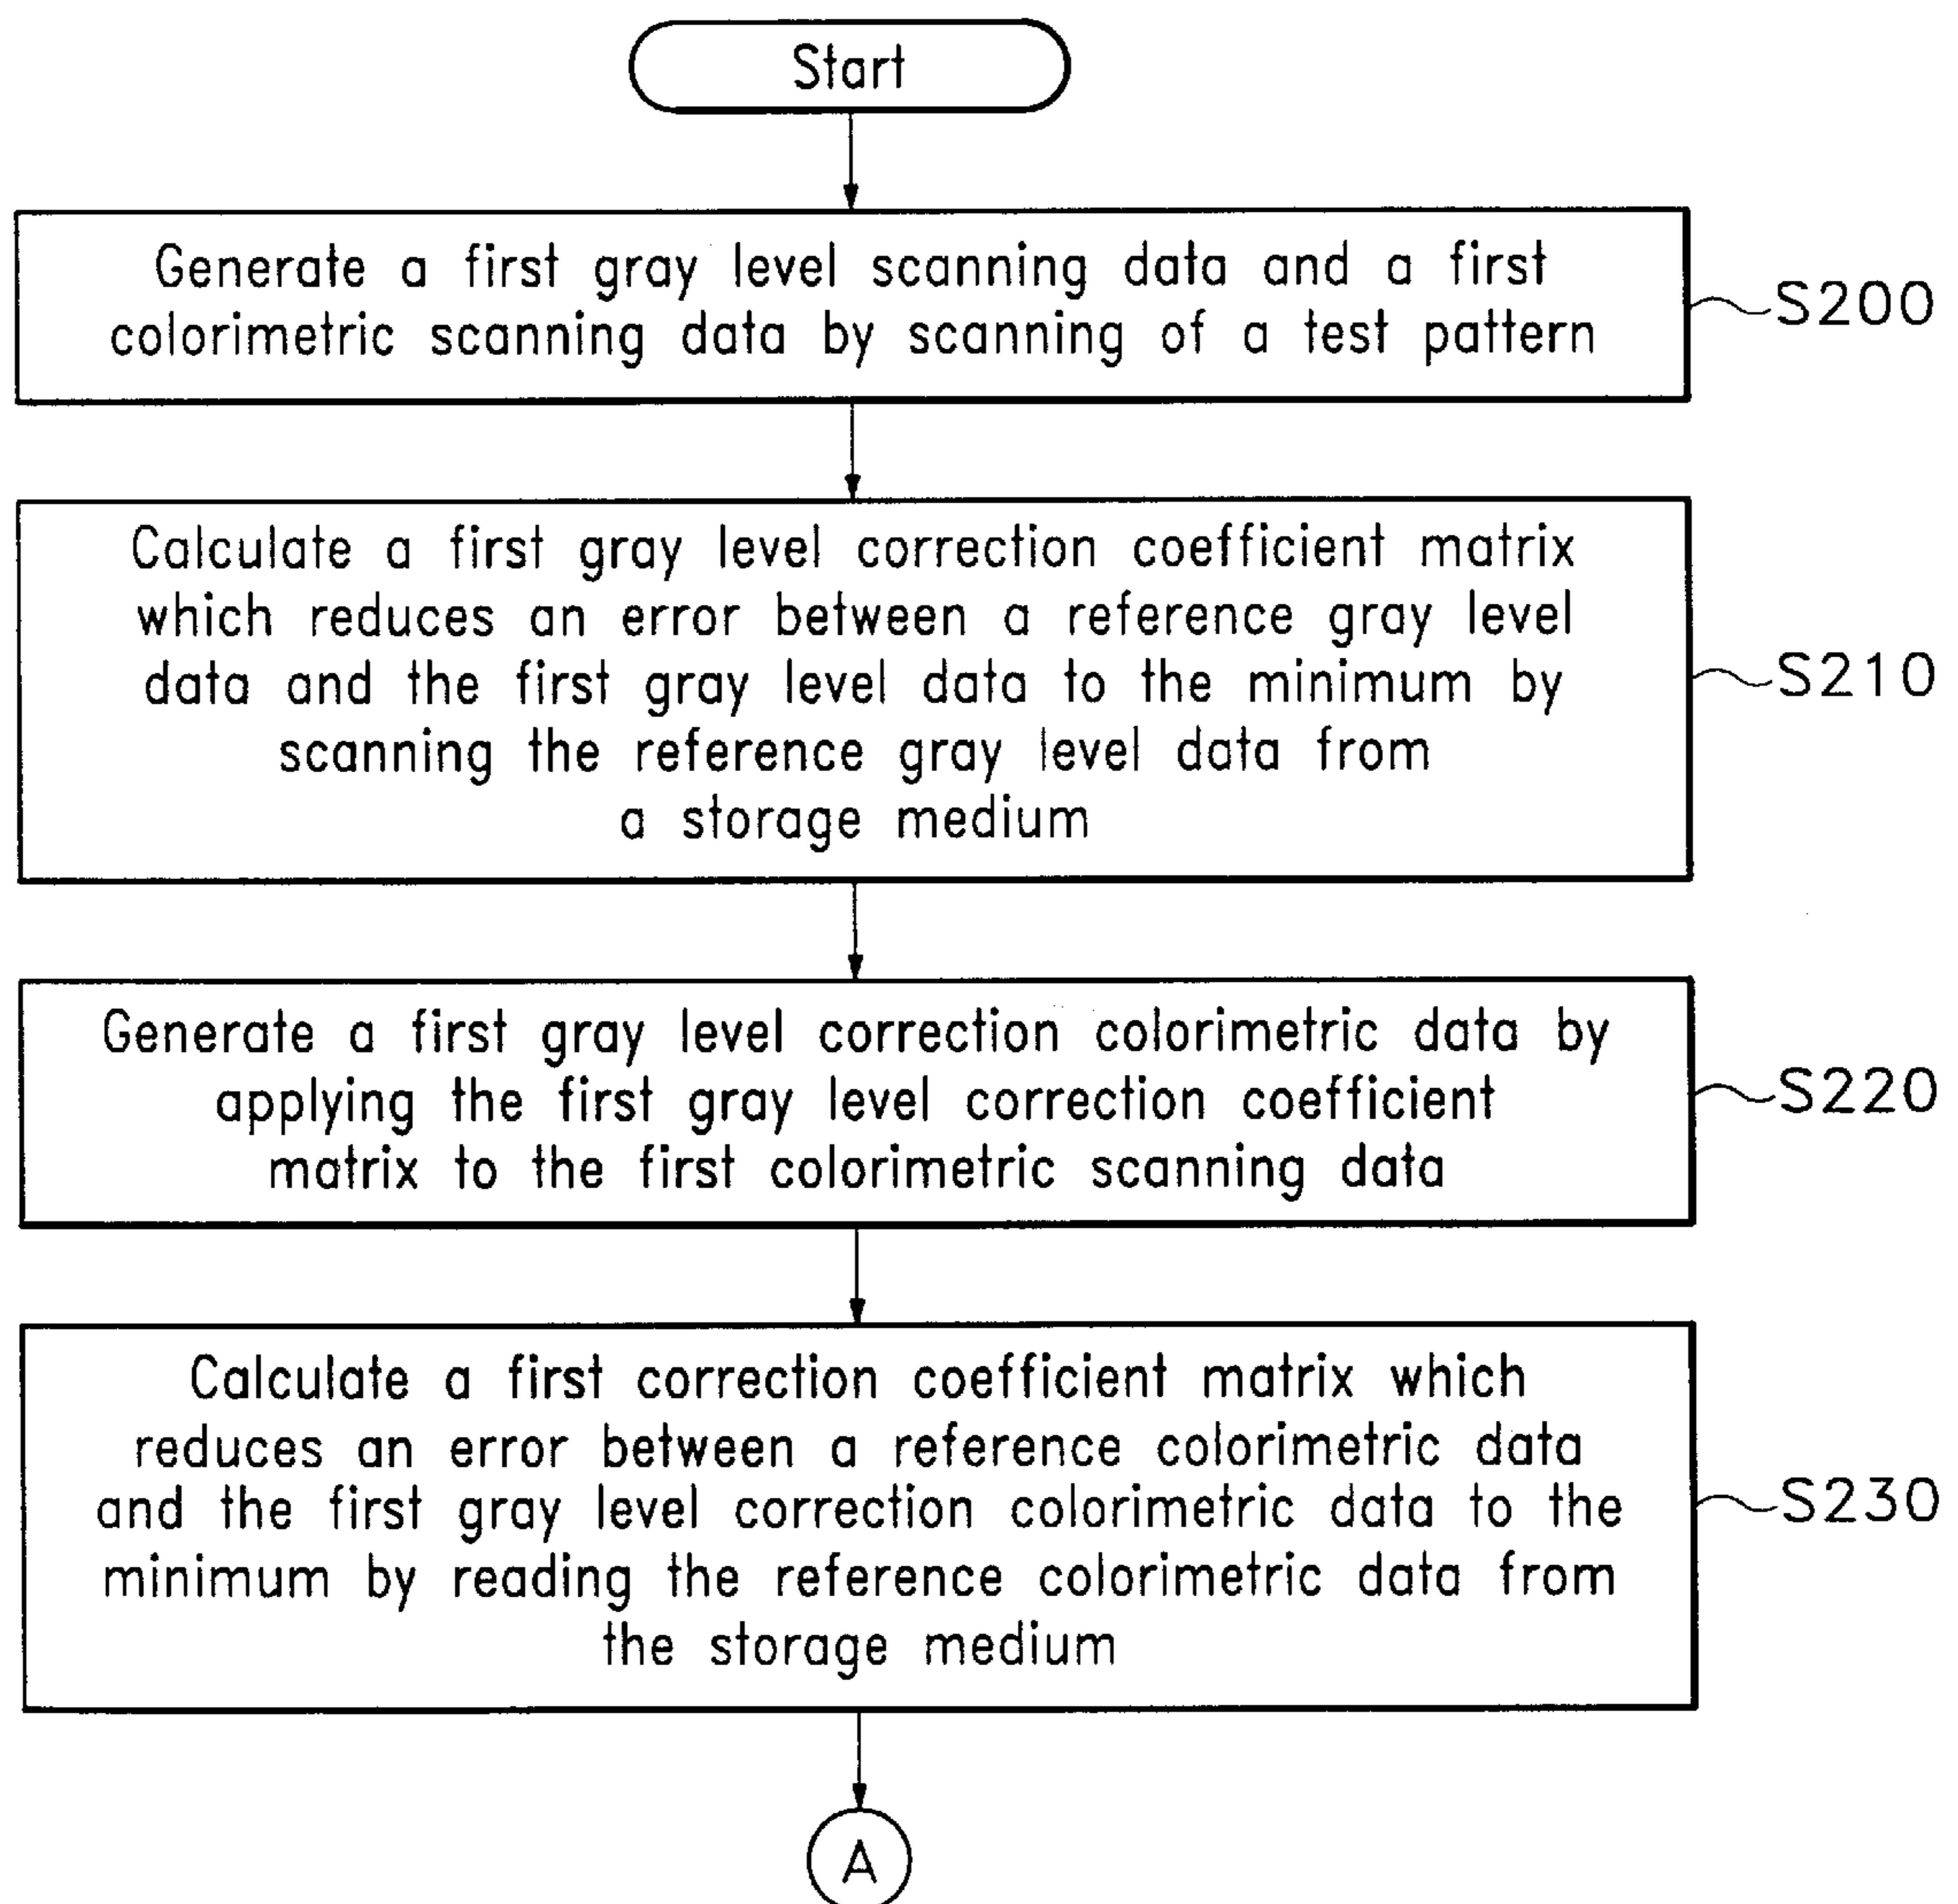 Start
Generate a first gray level scanning data and a first
colorimetric scanning data by scanning of a test pattern
S200
Calculate a first gray level correction coefficient matrix
which reduces an error between a reference gray level
data and the first gray level data to the minimum by
scanning the reference gray level data from
a storage medium
S210
Generate a first gray level correction colorimetric data by
applying the first gray level correction coefficient
matrix to the first colorimetric scanning data
S220
Calculate a first correction coefficient matrix which
reduces an error between a reference colorimetric data
and the first gray level correction colorimetric data to the
minimum by reading the reference colorimetric data from
the storage medium
S230
A